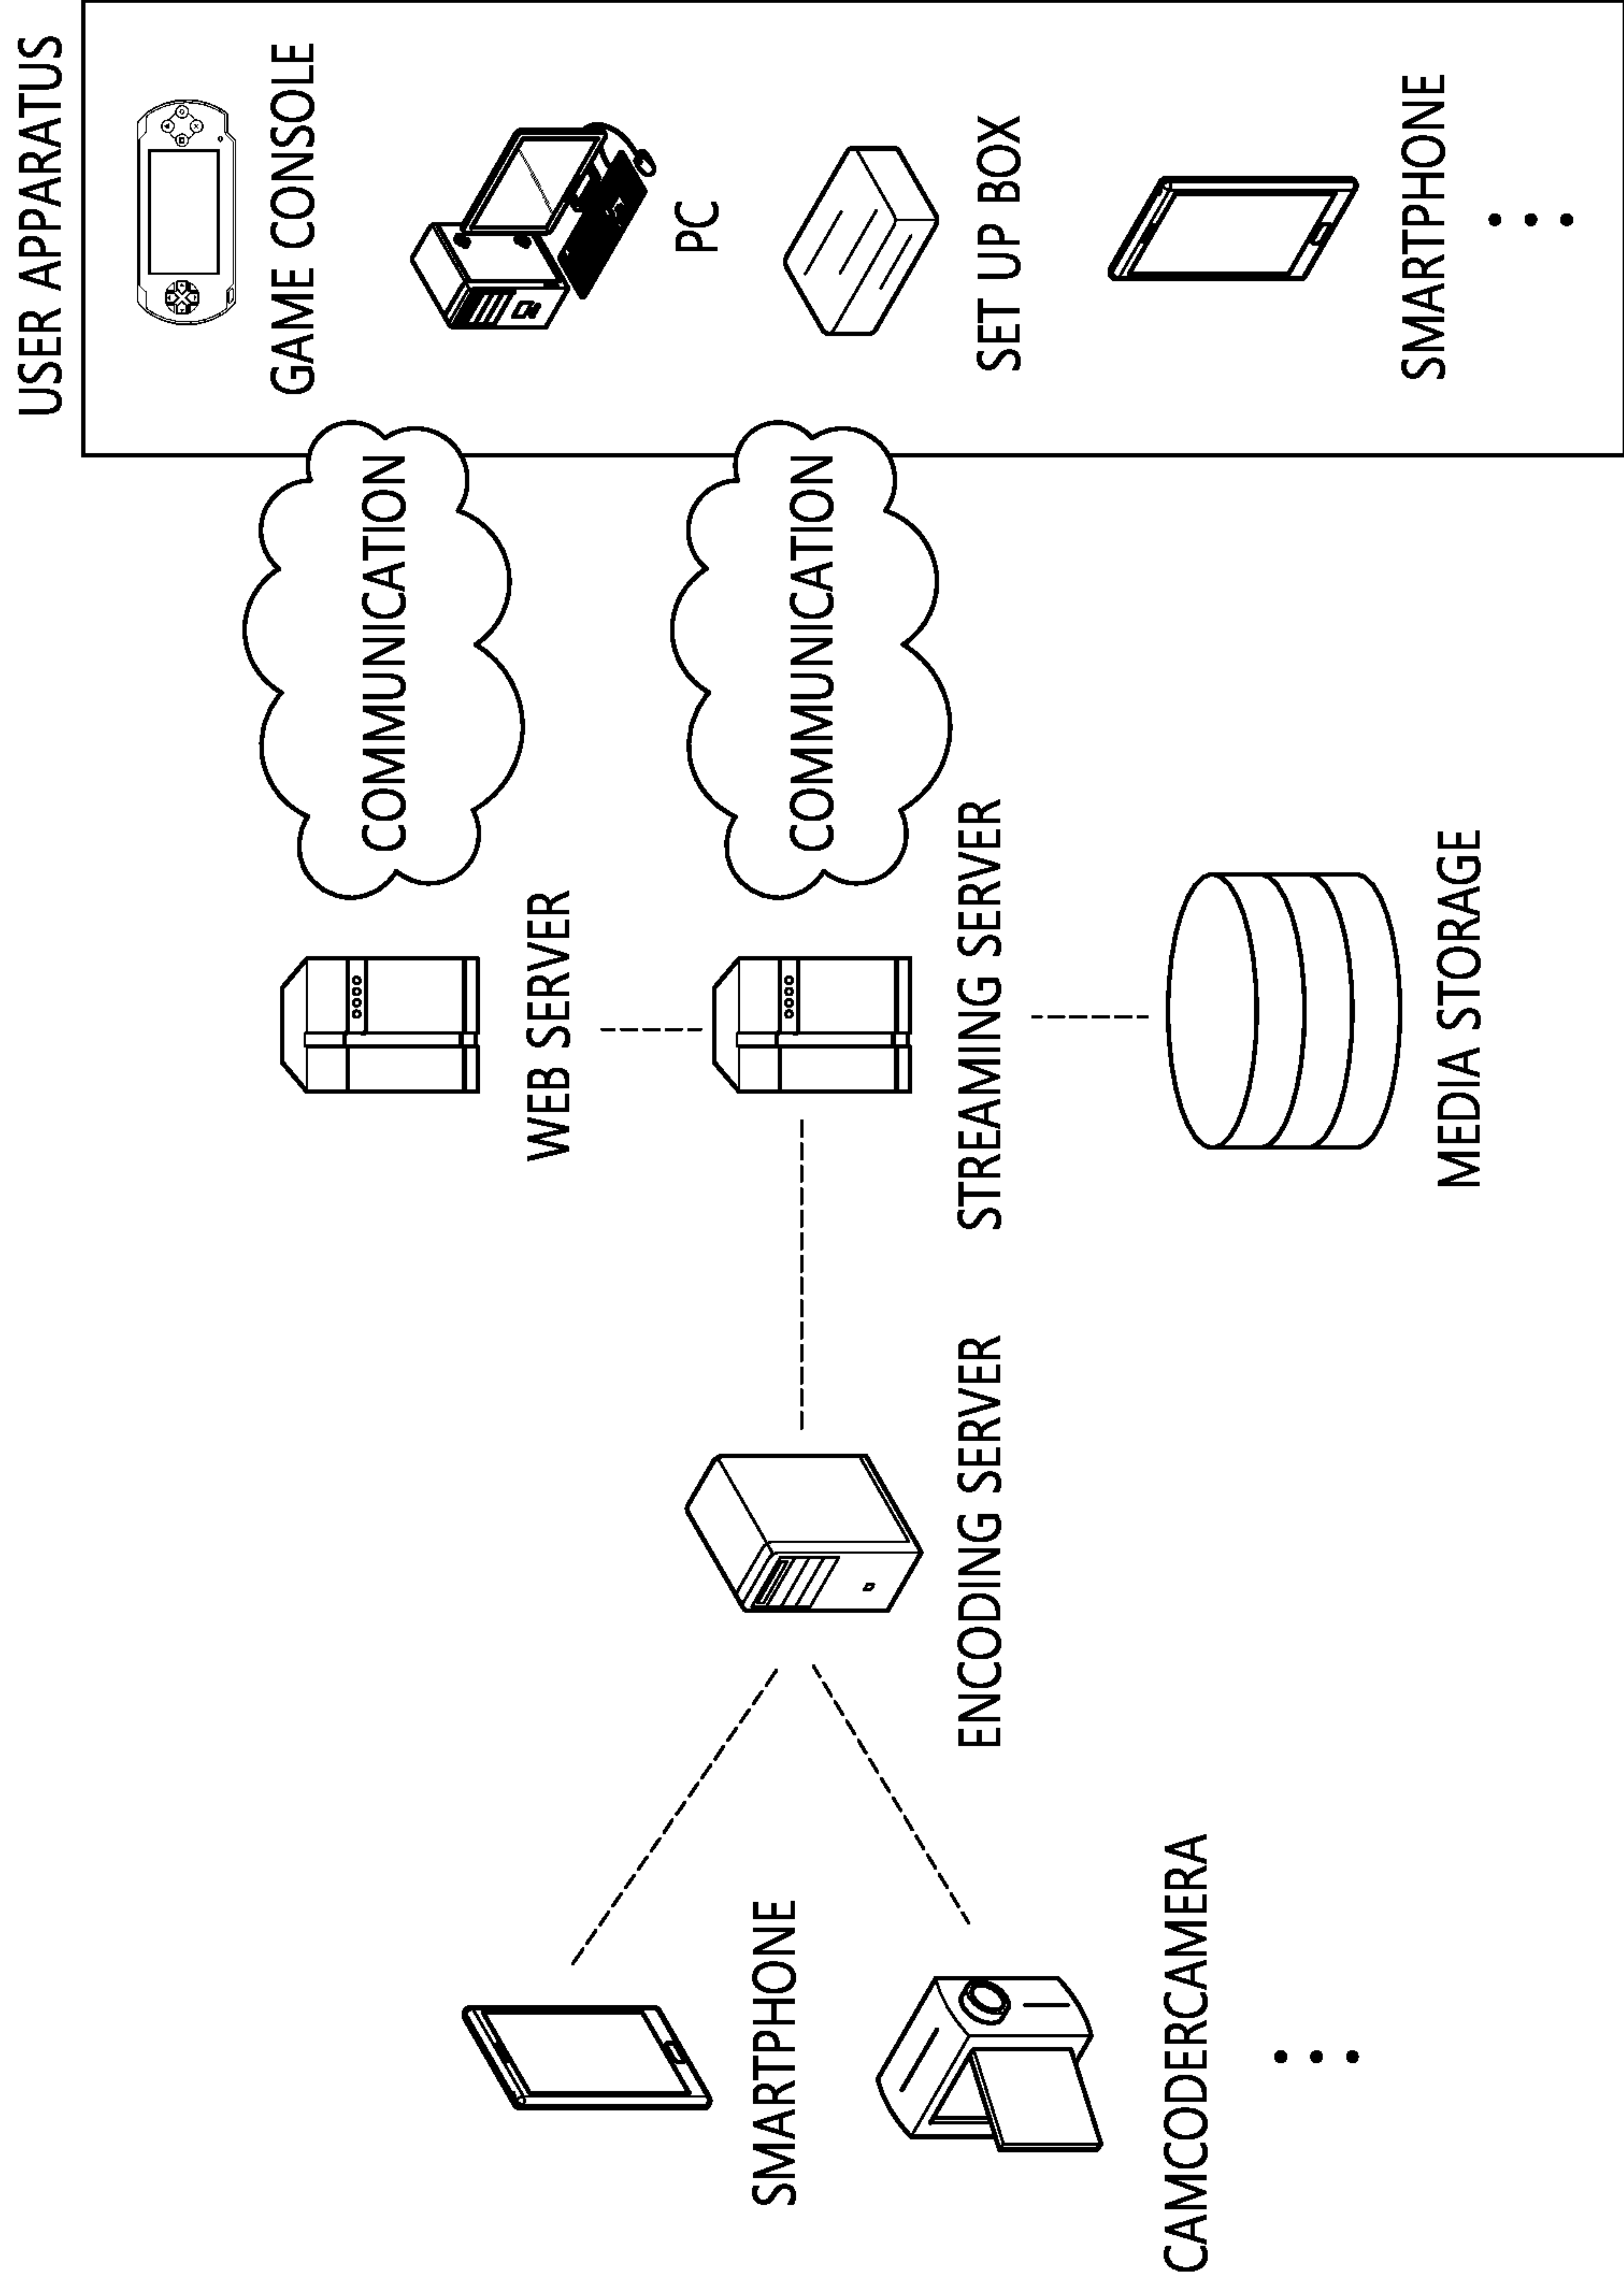 USER APPARATUS
GAME CONSOLE
PC
SET UP BOX
SMARTPHONE
COMMUNICATION
COMMUNICATION
WEB SERVER
STREAMING SERVER
MEDIA STORAGE
ENCODING SERVER
SMARTPHONE
CAMCODERCAMERA